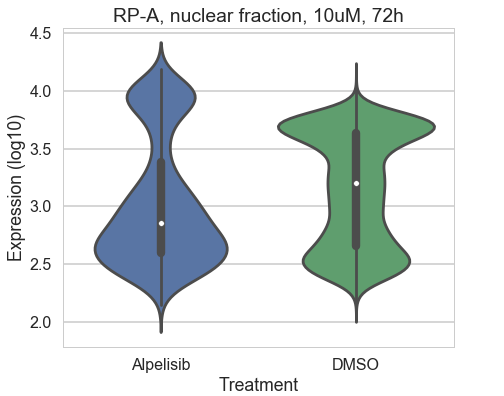 RP-A, nuclear fraction, 10uM, 72h
4.5
4.0
3.5
3.0
2.5
2.0
Expression (log10)
Alpelisib
DMSO
Treatment